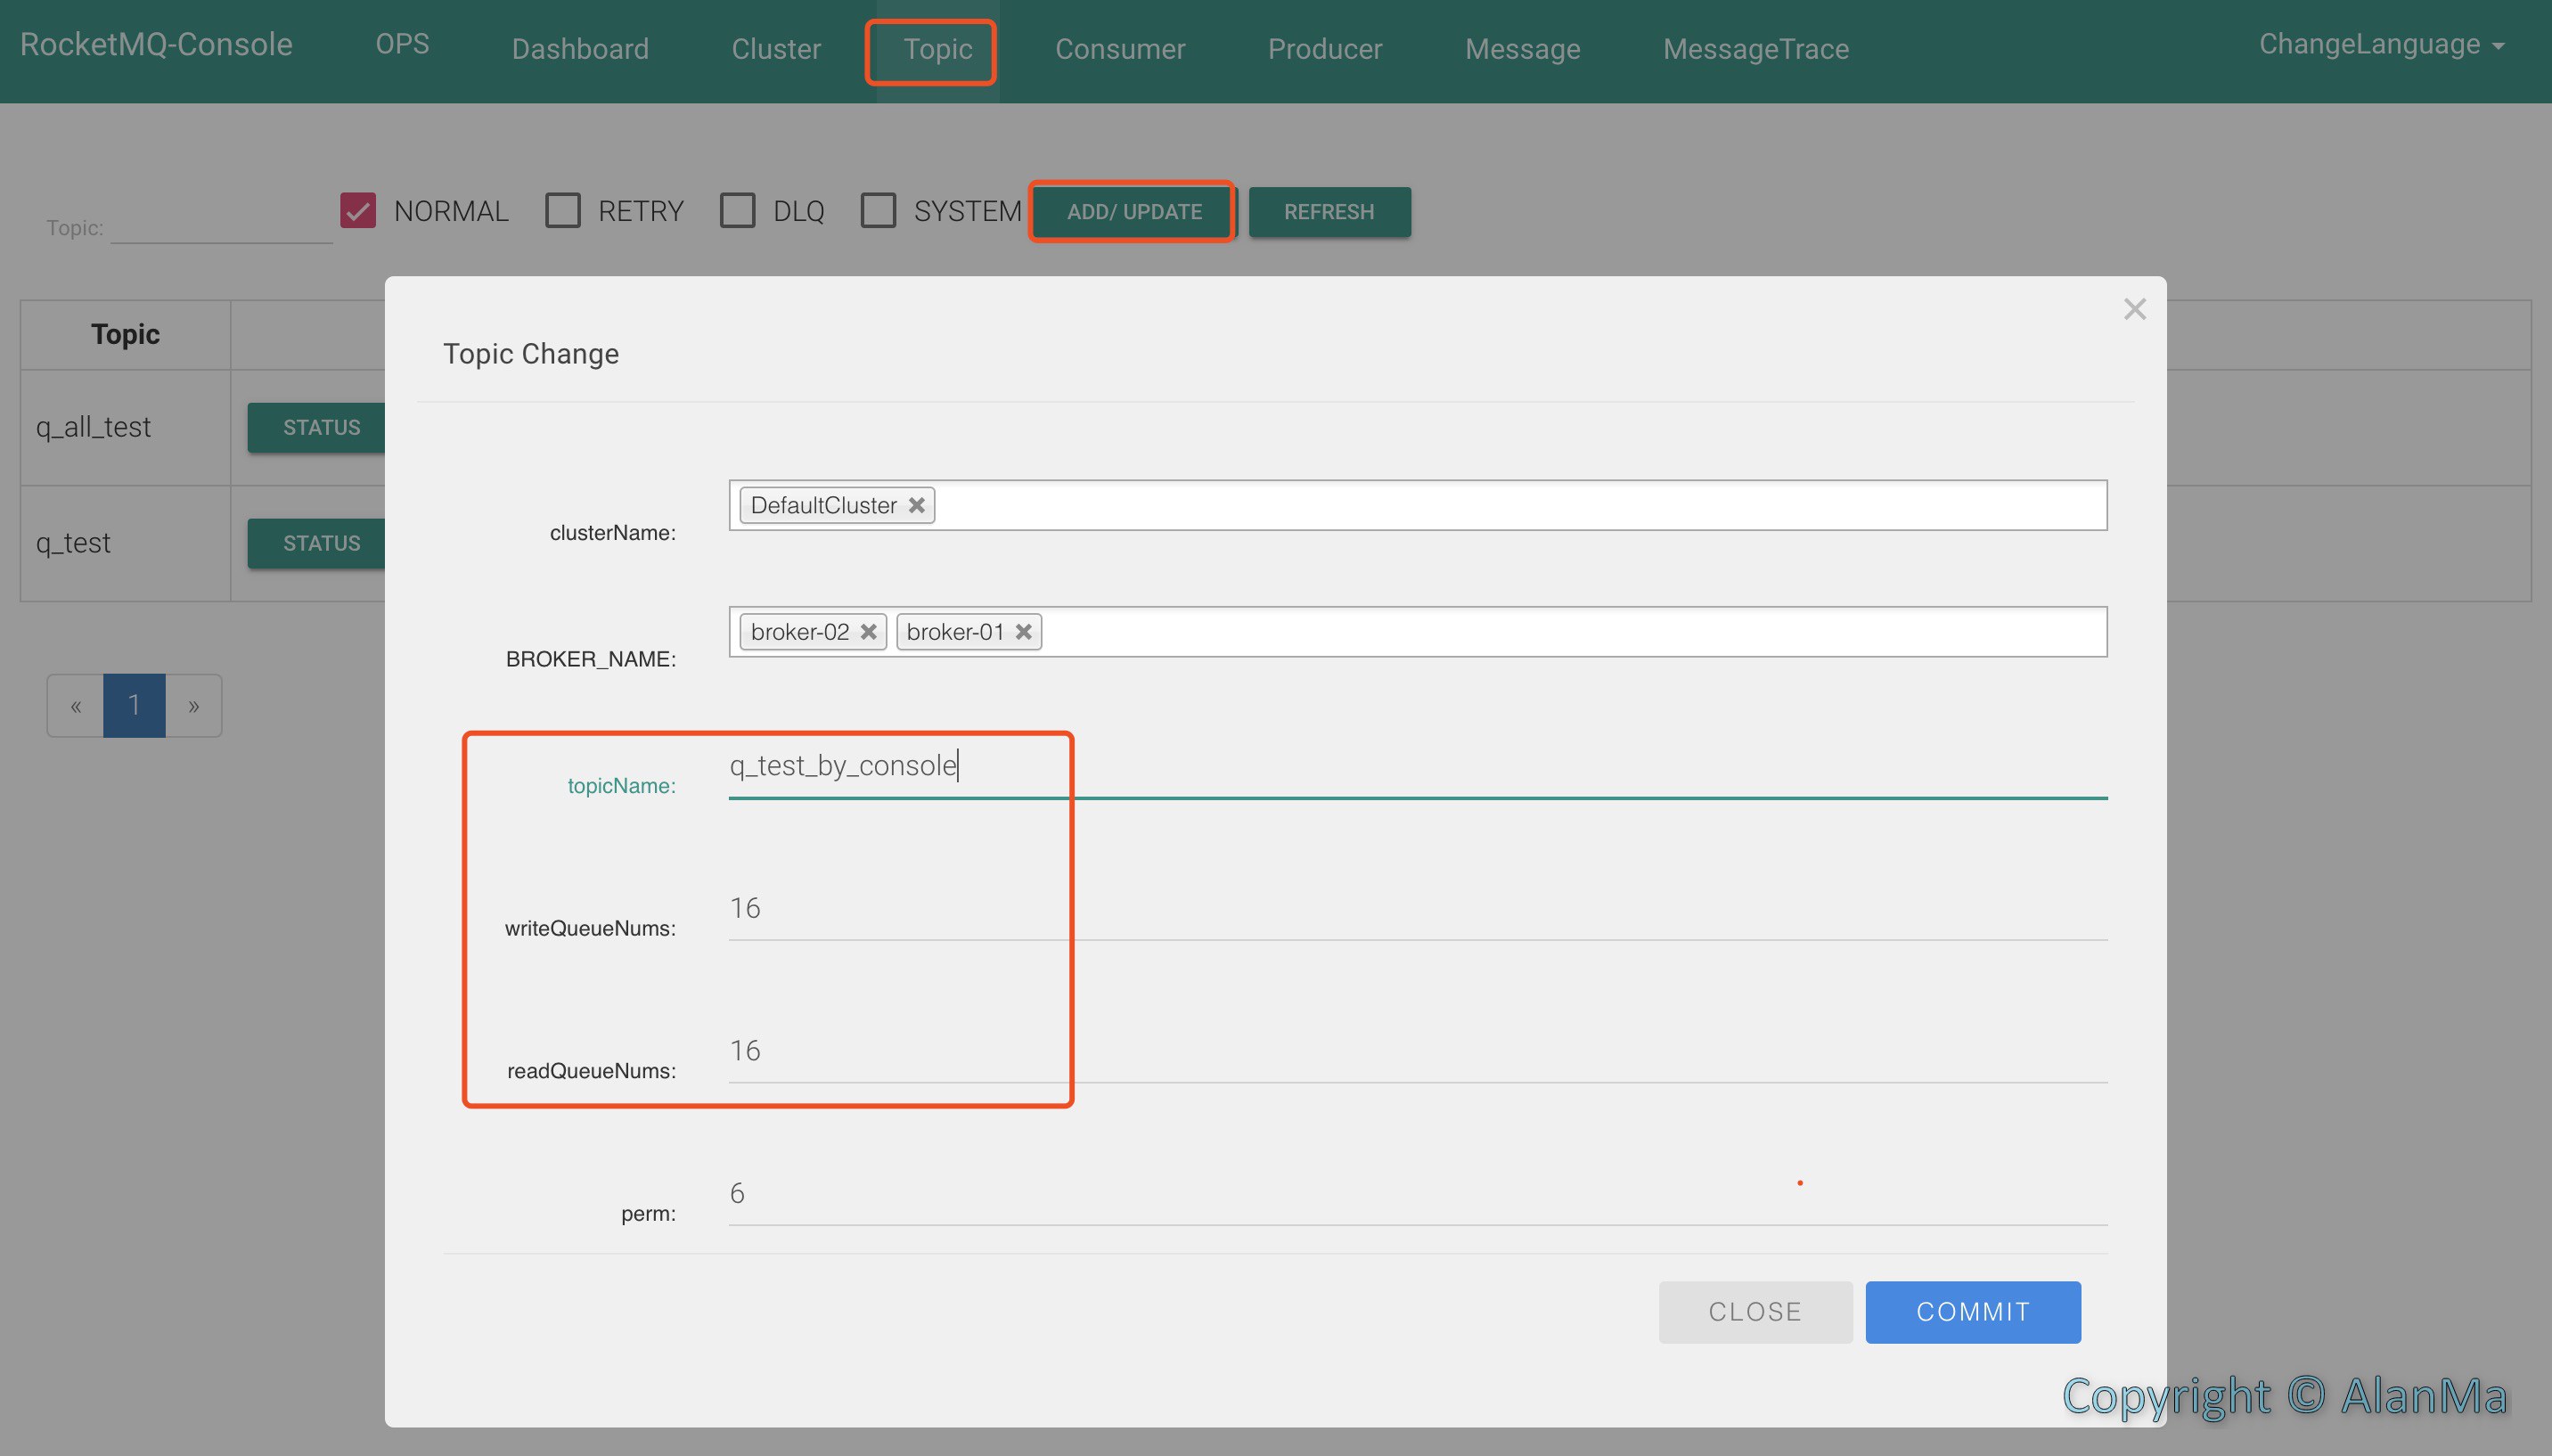 RocketMQ-Console OPS Dashboard Cluster Topic Consumer Producer Message MessageTrace ChangeLanguage
Topic: NORMAL RETRY DLQ SYSTEM ADD/ UPDATE REFRESH
Topic
q_all_test STATUS
q_test STATUS
« 1 »
×
Topic Change
clusterName: DefaultCluster ×
BROKER_NAME: broker-02 × broker-01 ×
topicName: q_test_by_console
writeQueueNums: 16
readQueueNums: 16
perm: 6
CLOSE COMMIT
Copyright © AlanMa